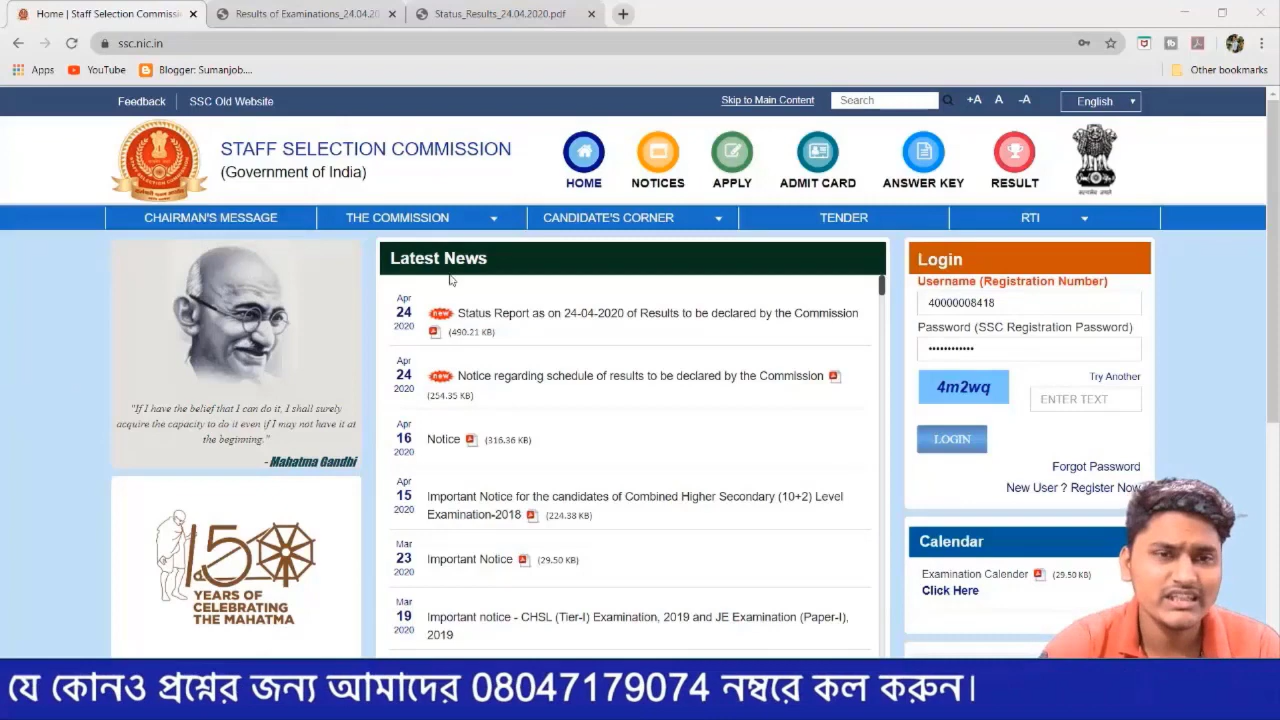 Home | Staff Selection Commissi
Results of Examinations_24.04.20
Status_Results_24.04.2020.pdf
ssc.nic.in
Apps
YouTube
Blogger: Sumanjob....
Other bookmarks
Feedback
SSC Old Website
Skip to Main Content
Search
+A A -A
English
STAFF SELECTION COMMISSION
(Government of India)
HOME
NOTICES
APPLY
ADMIT CARD
ANSWER KEY
RESULT
CHAIRMAN'S MESSAGE
THE COMMISSION
CANDIDATE'S CORNER
TENDER
RTI
"If I have the belief that I can do it, I shall surely
acquire the capacity to do it even if I may not have it at
the beginning."
- Mahatma Gandhi
150
YEARS OF
CELEBRATING
THE MAHATMA
Latest News
Apr
24
2020
new Status Report as on 24-04-2020 of Results to be declared by the Commission
(490.21 KB)
Apr
24
2020
new Notice regarding schedule of results to be declared by the Commission
(254.35 KB)
Apr
16
2020
Notice (316.36 KB)
Apr
15
2020
Important Notice for the candidates of Combined Higher Secondary (10+2) Level
Examination-2018 (224.38 KB)
Mar
23
2020
Important Notice (29.50 KB)
Mar
19
2020
Important notice - CHSL (Tier-I) Examination, 2019 and JE Examination (Paper-I),
2019
Login
Username (Registration Number)
40000008418
Password (SSC Registration Password)
••••••••••••
4m2wq
Try Another
ENTER TEXT
LOGIN
Forgot Password
New User ? Register Now
Calendar
Examination Calender (29.50 KB)
Click Here
যে কোনও প্রশ্নের জন্য আমাদের 08047179074 নম্বরে কল করুন।